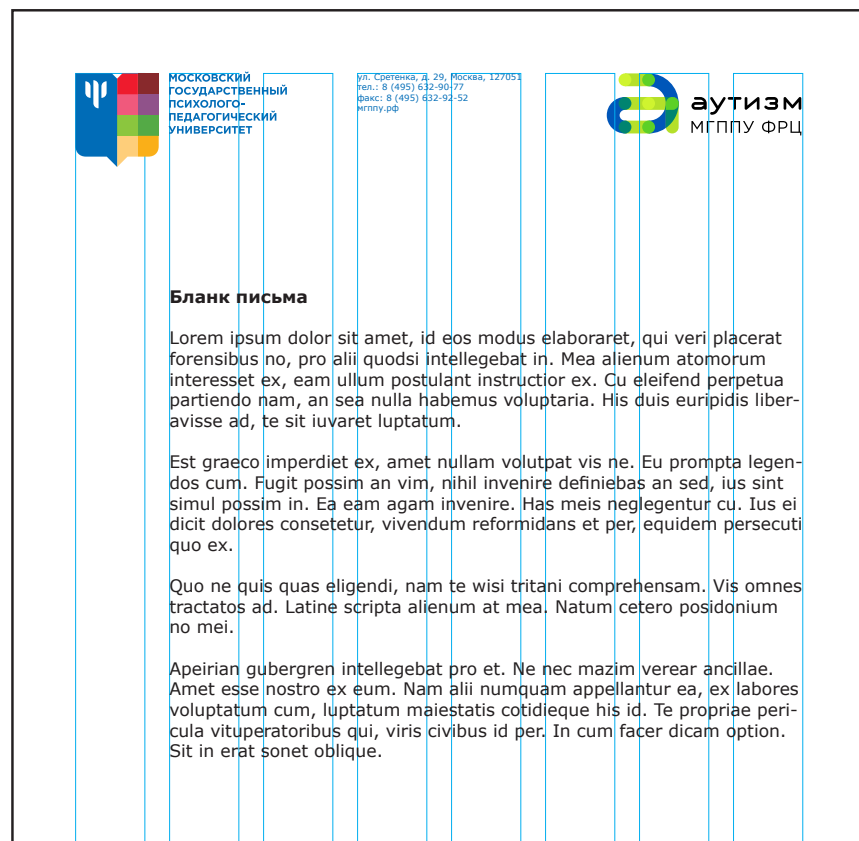 МОСКОВСКИЙ
ГОСУДАРСТВЕННЫЙ
ПСИХОЛОГО-
ПЕДАГОГИЧЕСКИЙ
УНИВЕРСИТЕТ
ул. Сретенка, д. 29, Москва, 127051
тел.: 8 (495) 632-90-77
факс: 8 (495) 632-92-52
мгппу.рф
аутизм
МГППУ ФРЦ
Бланк письма
Lorem ipsum dolor sit amet, id eos modus elaboraret, qui veri placerat
forensibus no, pro alii quodsi intellegebat in. Mea alienum atomorum
interesset ex, eam ullum postulant instructior ex. Cu eleifend perpetua
partiendo nam, an sea nulla habemus voluptaria. His duis euripidis liber-
avisse ad, te sit iuvaret luptatum.
Est graeco imperdiet ex, amet nullam volutpat vis ne. Eu prompta legen-
dos cum. Fugit possim an vim, nihil invenire definiebas an sed, ius sint
simul possim in. Ea eam agam invenire. Has meis neglegentur cu. Ius ei
dicit dolores consetetur, vivendum reformidans et per, equidem persecuti
quo ex.
Quo ne quis quas eligendi, nam te wisi tritani comprehensam. Vis omnes
tractatos ad. Latine scripta alienum at mea. Natum cetero posidonium
no mei.
Apeirian gubergren intellegebat pro et. Ne nec mazim verear ancillae.
Amet esse nostro ex eum. Nam alii numquam appellantur ea, ex labores
voluptatum cum, luptatum maiestatis cotidieque his id. Te propriae peri-
cula vituperatoribus qui, viris civibus id per. In cum facer dicam option.
Sit in erat sonet oblique.